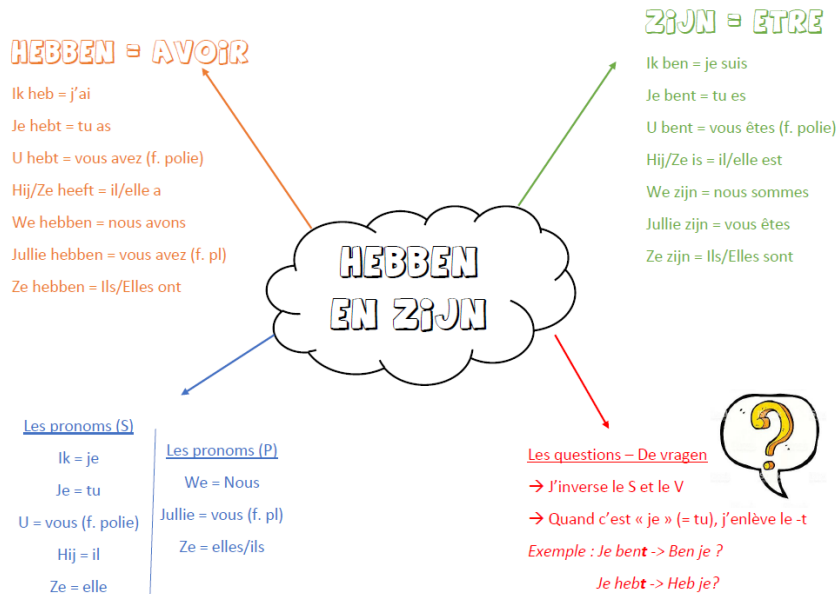 HEBBEN = AVOIR
Ik heb = j'ai
Je hebt = tu as
U hebt = vous avez (f. polie)
Hij/Ze heeft = il/elle a
We hebben = nous avons
Jullie hebben = vous avez (f. pl)
Ze hebben = Ils/Elles ont
ZIJN = ETRE
Ik ben = je suis
Je bent = tu es
U bent = vous êtes (f. polie)
Hij/Ze is = il/elle est
We zijn = nous sommes
Jullie zijn = vous êtes
Ze zijn = Ils/Elles sont
HEBBEN
EN ZIJN
Les pronoms (S)
Ik = je
Je = tu
U = vous (f. polie)
Hij = il
Ze = elle
Les pronoms (P)
We = Nous
Jullie = vous (f. pl)
Ze = elles/ils
Les questions – De vragen
→ J'inverse le S et le V
→ Quand c'est « je » (= tu), j'enlève le -t
Exemple : Je bent -> Ben je ?
Je hebt -> Heb je?
?